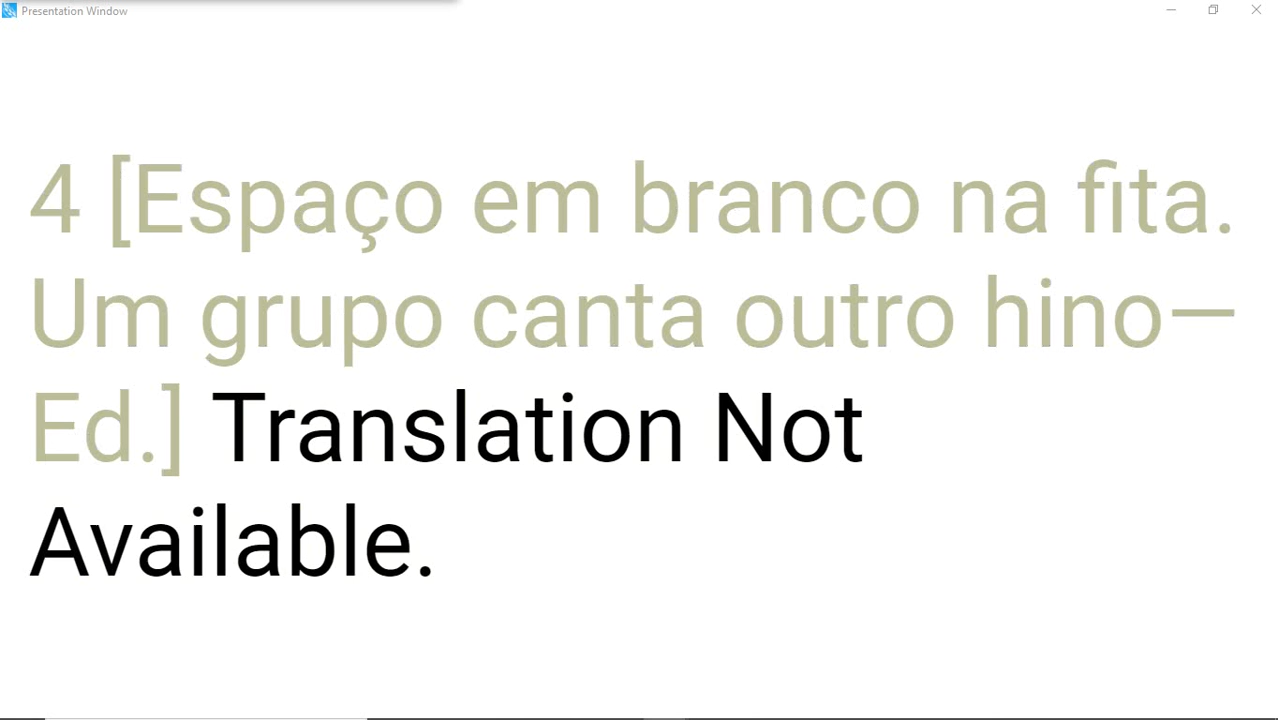 Presentation Window
4 [Espaço em branco na fita.
Um grupo canta outro hino—
Ed.] Translation Not
Available.